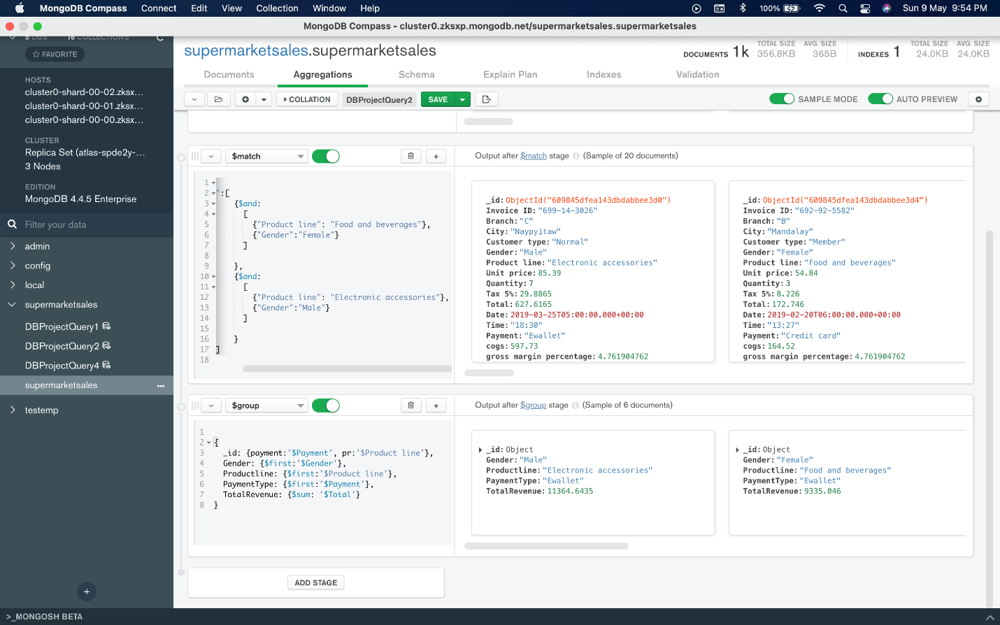 MongoDB Compass Connect Edit View Collection Window Help 100% Sun 9 May 9:54 PM
MongoDB Compass - cluster0.zksxp.mongodb.net/supermarketsales.supermarketsales
5 DBS 16 COLLECTIONS
FAVORITE
HOSTS
cluster0-shard-00-02.zksx...
cluster0-shard-00-01.zksx...
cluster0-shard-00-00.zksx...
CLUSTER
Replica Set (atlas-spde2y-...
3 Nodes
EDITION
MongoDB 4.4.5 Enterprise
Filter your data
admin
config
local
supermarketsales
DBProjectQuery1
DBProjectQuery2
DBProjectQuery4
supermarketsales ...
testemp
+
>_MONGOSH BETA
supermarketsales.supermarketsales
DOCUMENTS 1k TOTAL SIZE 356.8KB AVG. SIZE 365B INDEXES 1 TOTAL SIZE 24.0KB AVG. SIZE 24.0KB
Documents Aggregations Schema Explain Plan Indexes Validation
COLLATION DBProjectQuery2 SAVE SAMPLE MODE AUTO PREVIEW
$match +
1
2 ":[
3 {$and:
4 [
5 {"Product line": "Food and beverages"},
6 {"Gender":"Female"}
7 ]
8
9 },
10 {$and:
11 [
12 {"Product line": "Electronic accessories"},
13 {"Gender":"Male"}
14 ]
15
16 }
17 ]
18
Output after $match stage (Sample of 20 documents)
_id: ObjectId("609845dfea143dbdabbee3d0")
Invoice ID: "699-14-3026"
Branch: "C"
City: "Naypyitaw"
Customer type: "Normal"
Gender: "Male"
Product line: "Electronic accessories"
Unit price: 85.39
Quantity: 7
Tax 5%: 29.8865
Total: 627.6165
Date: 2019-03-25T05:00:00.000+00:00
Time: "18:30"
Payment: "Ewallet"
cogs: 597.73
gross margin percentage: 4.761904762
_id: ObjectId("609845dfea143dbdabbee3d4")
Invoice ID: "692-92-5582"
Branch: "B"
City: "Mandalay"
Customer type: "Member"
Gender: "Female"
Product line: "Food and beverages"
Unit price: 54.84
Quantity: 3
Tax 5%: 8.226
Total: 172.746
Date: 2019-02-20T06:00:00.000+00:00
Time: "13:27"
Payment: "Credit card"
cogs: 164.52
gross margin percentage: 4.761904762
$group +
1
2 {
3 _id: {payment:'$Payment', pr:'$Product line'},
4 Gender: {$first:'$Gender'},
5 Productline: {$first:'$Product line'},
6 PaymentType: {$first:'$Payment'},
7 TotalRevenue: {$sum: '$Total'}
8 }
Output after $group stage (Sample of 6 documents)
_id: Object
Gender: "Male"
Productline: "Electronic accessories"
PaymentType: "Ewallet"
TotalRevenue: 11364.6435
_id: Object
Gender: "Female"
Productline: "Food and beverages"
PaymentType: "Ewallet"
TotalRevenue: 9335.046
ADD STAGE